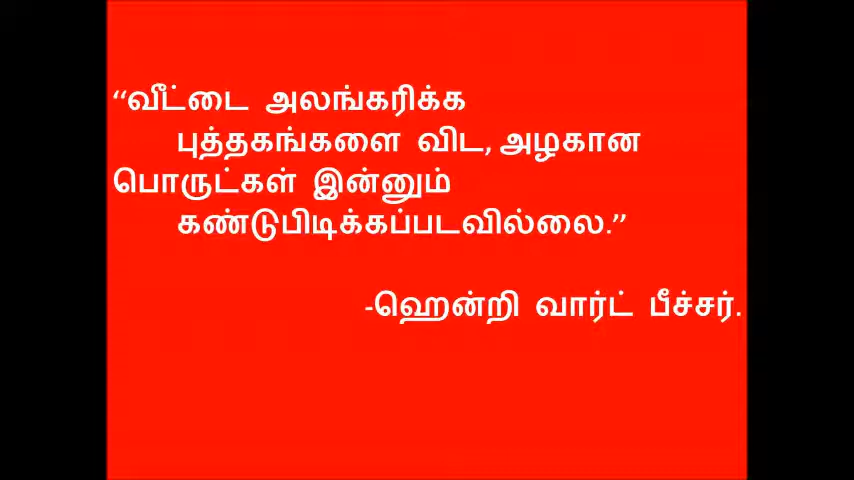 “வீட்டை அலங்கரிக்க
புத்தகங்களை விட, அழகான
பொருட்கள் இன்னும்
கண்டுபிடிக்கப்படவில்லை.”
-ஹென்றி வார்ட் பீச்சர்.